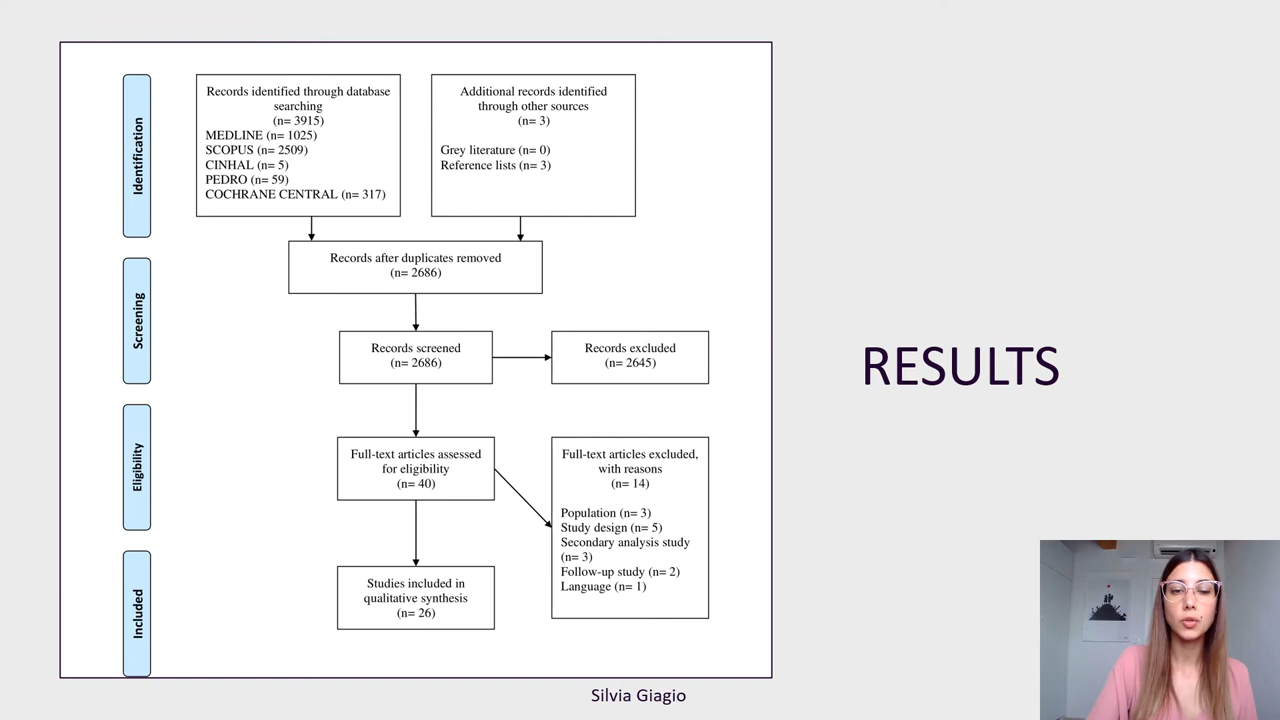 Identification
Records identified through database
searching
(n= 3915)
MEDLINE (n= 1025)
SCOPUS (n= 2509)
CINHAL (n= 5)
PEDRO (n= 59)
COCHRANE CENTRAL (n= 317)
Additional records identified
through other sources
(n= 3)
Grey literature (n= 0)
Reference lists (n= 3)
Records after duplicates removed
(n= 2686)
Screening
Records screened
(n= 2686)
Records excluded
(n= 2645)
Eligibility
Full-text articles assessed
for eligibility
(n= 40)
Full-text articles excluded,
with reasons
(n= 14)
Population (n= 3)
Study design (n= 5)
Secondary analysis study
(n= 3)
Follow-up study (n= 2)
Language (n= 1)
Included
Studies included in
qualitative synthesis
(n= 26)
RESULTS
Silvia Giagio